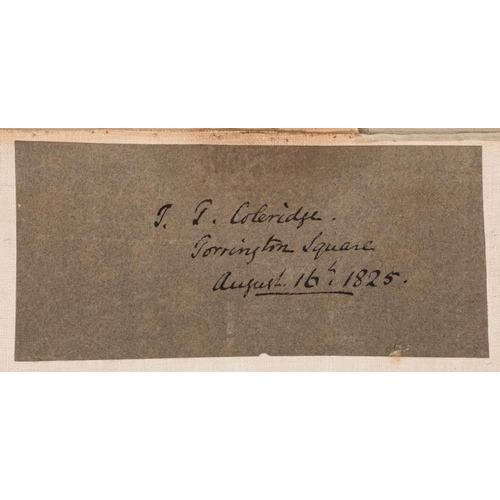 J. T. Coleridge.
Torrington Square
August 16th. 1825.